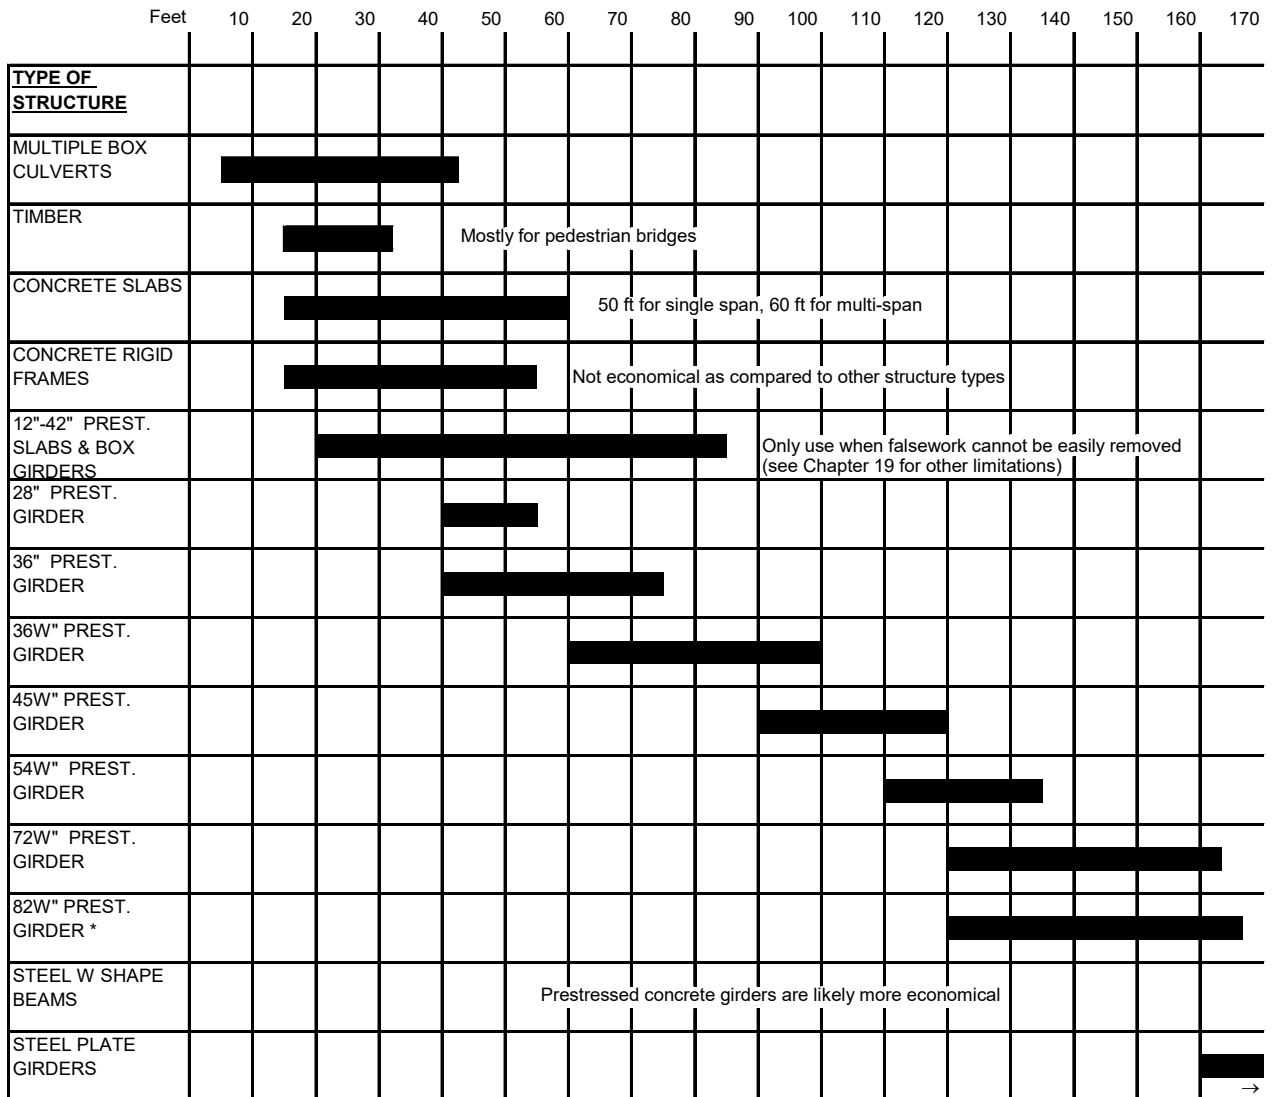 Feet 10 20 30 40 50 60 70 80 90 100 110 120 130 140 150 160 170
TYPE OF
STRUCTURE
MULTIPLE BOX
CULVERTS
TIMBER
Mostly for pedestrian bridges
CONCRETE SLABS
50 ft for single span, 60 ft for multi-span
CONCRETE RIGID
FRAMES
Not economical as compared to other structure types
12"-42" PREST.
SLABS & BOX
GIRDERS
Only use when falsework cannot be easily removed
(see Chapter 19 for other limitations)
28" PREST.
GIRDER
36" PREST.
GIRDER
36W" PREST.
GIRDER
45W" PREST.
GIRDER
54W" PREST.
GIRDER
72W" PREST.
GIRDER
82W" PREST.
GIRDER *
STEEL W SHAPE
BEAMS
Prestressed concrete girders are likely more economical
STEEL PLATE
GIRDERS
→